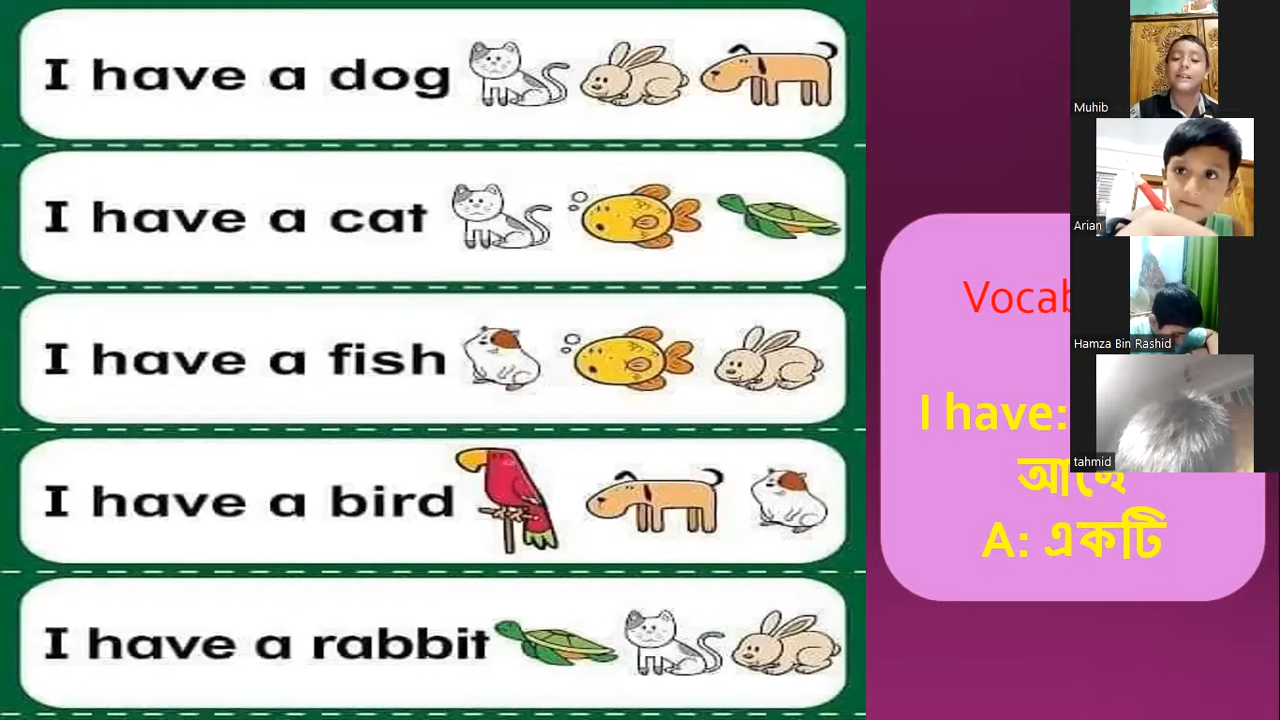 I have a dog
I have a cat
I have a fish
I have a bird
I have a rabbit
I have:
আছে
A: একটি
Muhib
Arian
Hamza Bin Rashid
tahmid